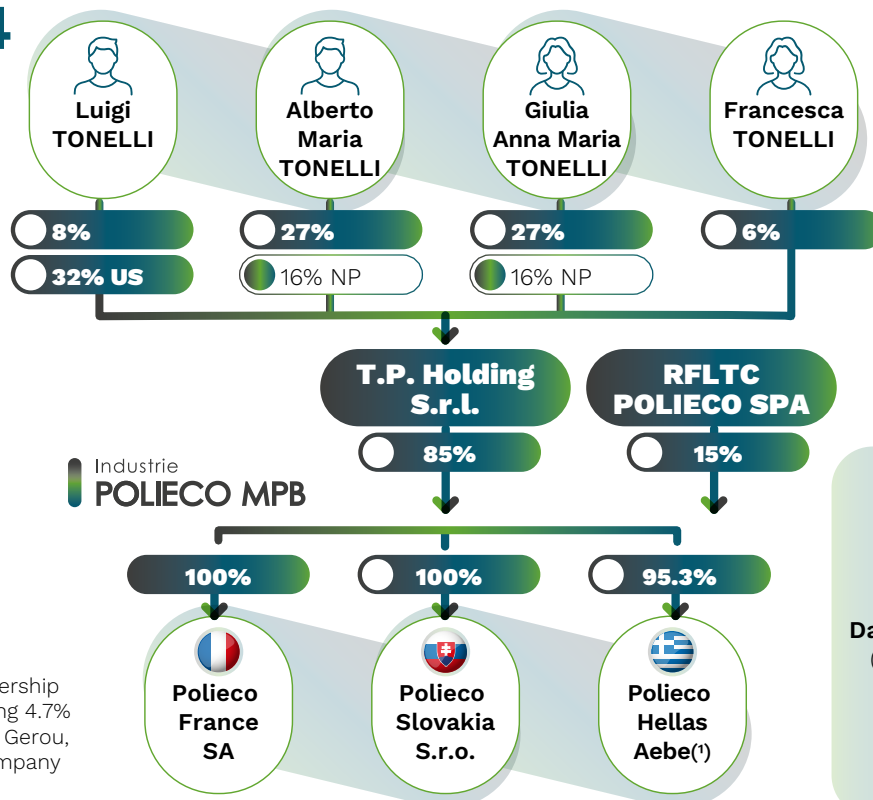 4
Luigi
TONELLI
Alberto
Maria
TONELLI
Giulia
Anna Maria
TONELLI
Francesca
TONELLI
8%
27%
27%
6%
32% US
16% NP
16% NP
T.P. Holding
S.r.l.
RFLTC
POLIECO SPA
85%
15%
Industrie
POLIECO MPB
100%
100%
95.3%
Polieco
France
SA
Polieco
Slovakia
S.r.o.
Polieco
Hellas
Aebe(¹)
ership
ng 4.7%
Gerou,
mpany
Da
(